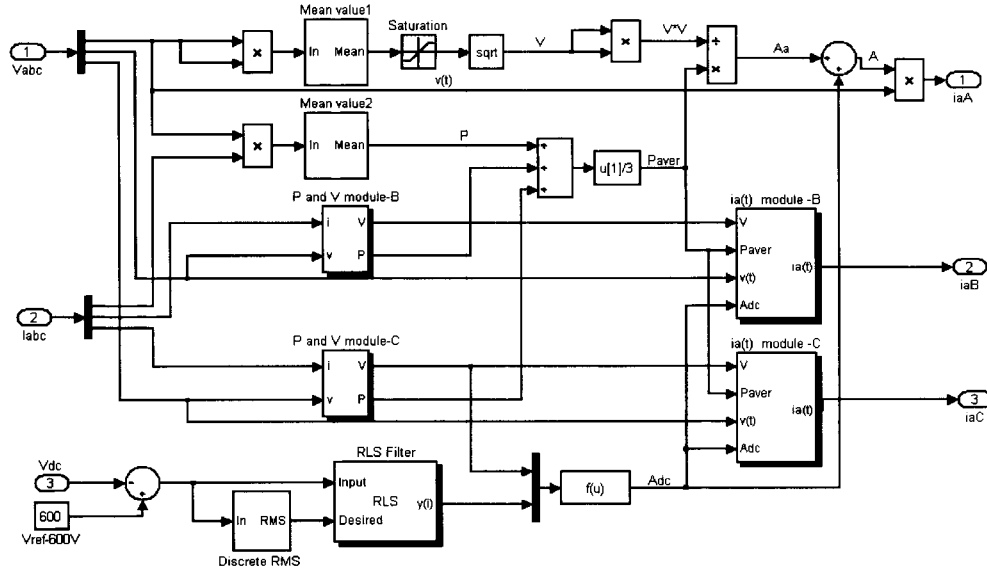 Mean value1
Saturation
1
Vabc
×
In
Mean
sqrt
V
×
V*V
÷
×
Aa
+
+
A
×
1
iaA
v(t)
Mean value2
×
In
Mean
P
+
+
+
u[1]/3
Paver
P and V module-B
i
V
v
P
ia(t) module -B
V
Paver
v(t)
Adc
ia(t)
2
iaB
2
Iabc
P and V module-C
i
V
v
P
ia(t) module -C
V
Paver
v(t)
Adc
ia(t)
3
iaC
Vdc
3
-
+
600
Vref-600V
In
RMS
Discrete RMS
RLS Filter
Input
RLS
Desired
y(i)
f(u)
Adc